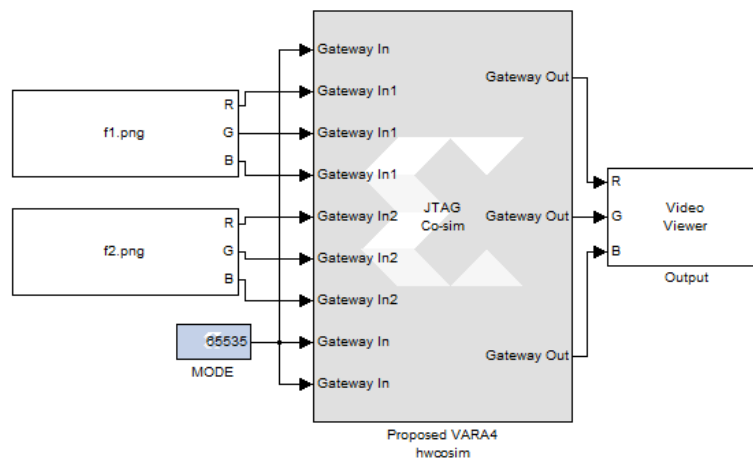 f1.png
R
G
B
f2.png
R
G
B
65535
MODE
Gateway In
Gateway In1
Gateway In1
Gateway In1
Gateway In2
Gateway In2
Gateway In2
Gateway In
Gateway In
JTAG
Co-sim
Gateway Out
Gateway Out
Gateway Out
Proposed VARA4
hwcosim
R
G
B
Video
Viewer
Output